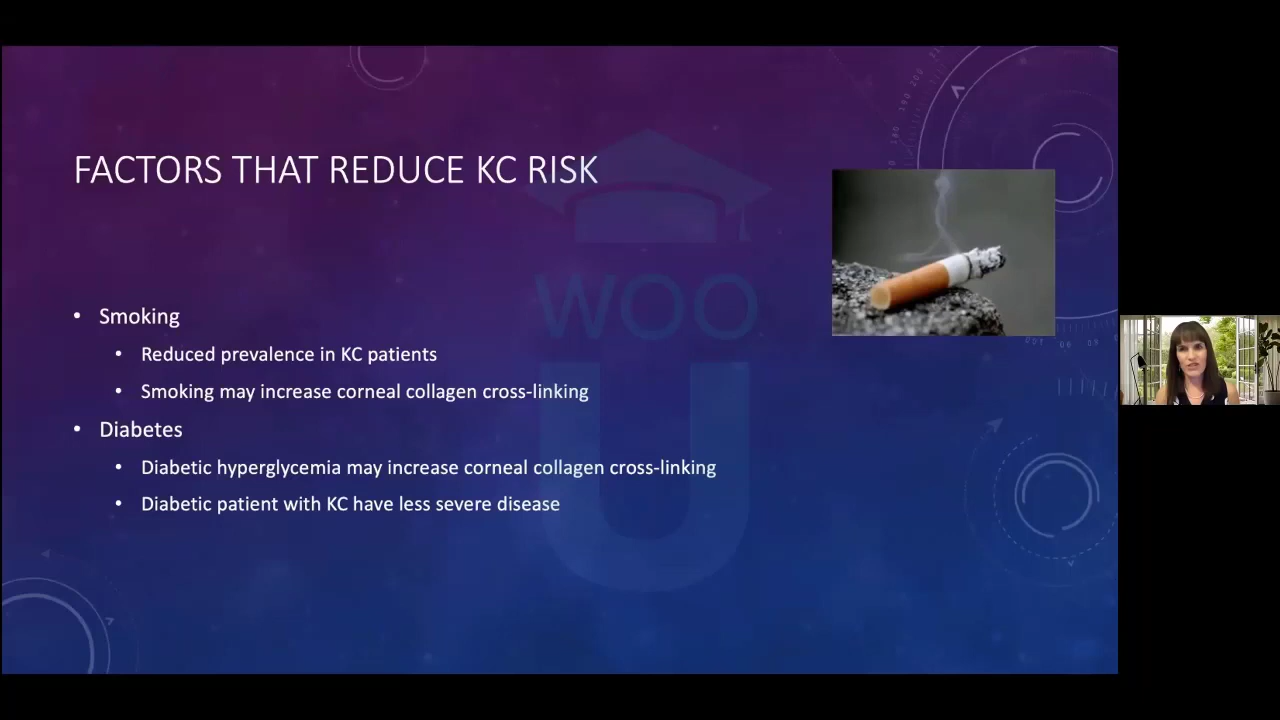 FACTORS THAT REDUCE KC RISK
WOO
U
• Smoking
• Reduced prevalence in KC patients
• Smoking may increase corneal collagen cross-linking
• Diabetes
• Diabetic hyperglycemia may increase corneal collagen cross-linking
• Diabetic patient with KC have less severe disease